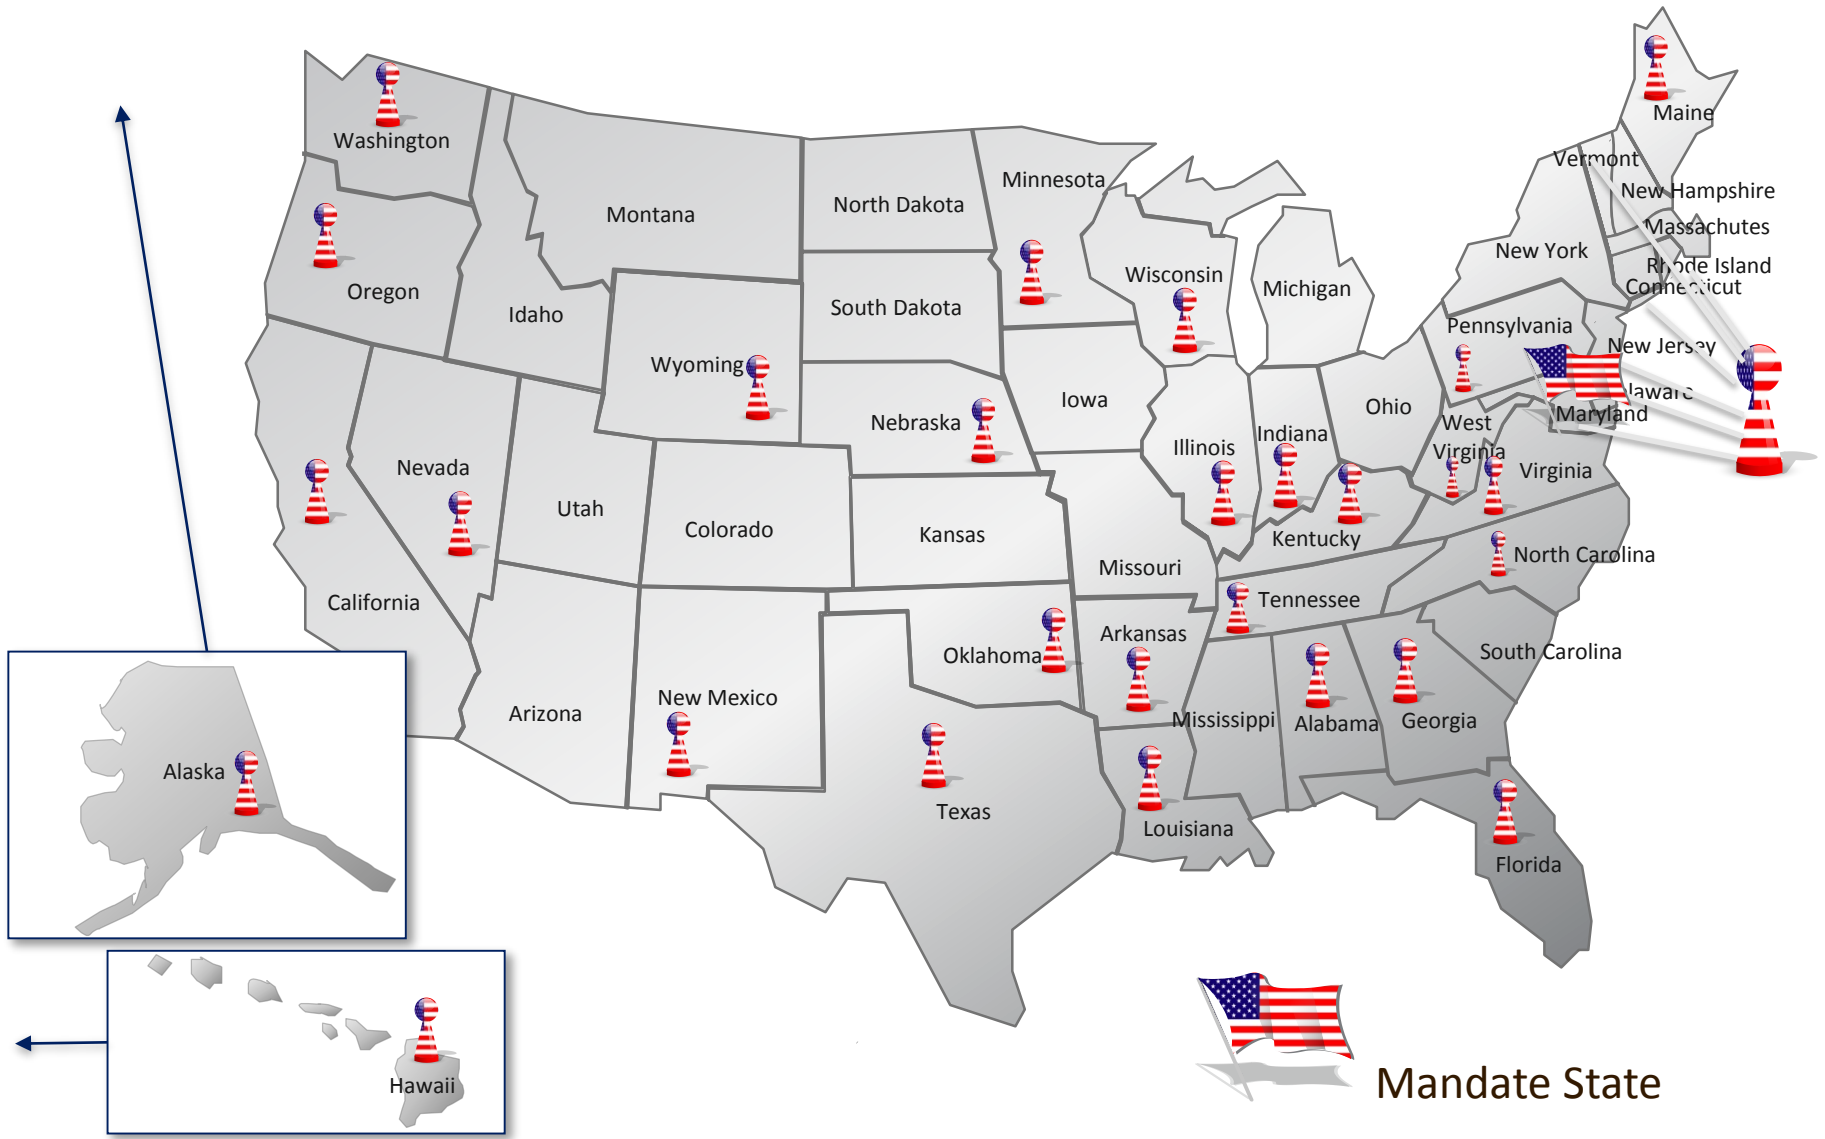 Maine
Washington
Vermont
Minnesota
New Hampshire
North Dakota
Montana
Massachutes
New York
Rhode Island
Wisconsin
Connecticut
Michigan
Oregon
South Dakota
Idaho
Pennsylvania
New Jersey
Wyoming
laware
Iowa
Ohio
Maryland
Nebraska
West
Virginia
Indiana
Illinois
Nevada
Virginia
Utah
Colorado
Kansas
Kentucky
North Carolina
Missouri
California
Tennessee
Arkansas
South Carolina
Oklahoma
New Mexico
Arizona
Mississippi
Alabama
Georgia
Alaska
Texas
Louisiana
Florida
Hawaii
Mandate State